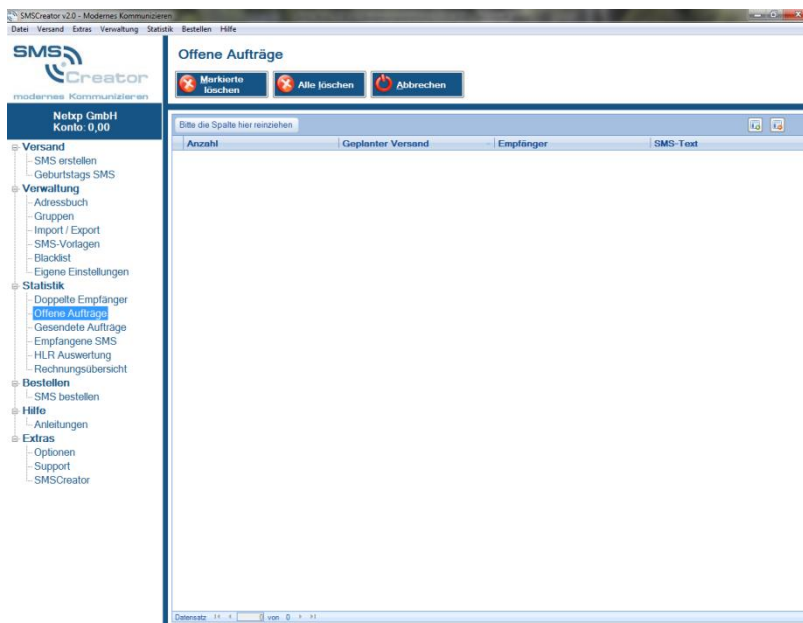 SMSCreator v2.0 - Modernes Kommunizieren
Datei Versand Extras Verwaltung Statistik Bestellen Hilfe
SMS
Creator
modernes Kommunizieren
Netxp GmbH
Konto: 0,00
Versand
SMS erstellen
Geburtstags SMS
Verwaltung
Adressbuch
Gruppen
Import / Export
SMS-Vorlagen
Blacklist
Eigene Einstellungen
Statistik
Doppelte Empfänger
Offene Aufträge
Gesendete Aufträge
Empfangene SMS
HLR Auswertung
Rechnungsübersicht
Bestellen
SMS bestellen
Hilfe
Anleitungen
Extras
Optionen
Support
SMSCreator
Offene Aufträge
Markierte
löschen
Alle löschen
Abbrechen
Bitte die Spalte hier reinziehen
Anzahl Geplanter Versand Empfänger SMS-Text
Datensatz 0 von 0